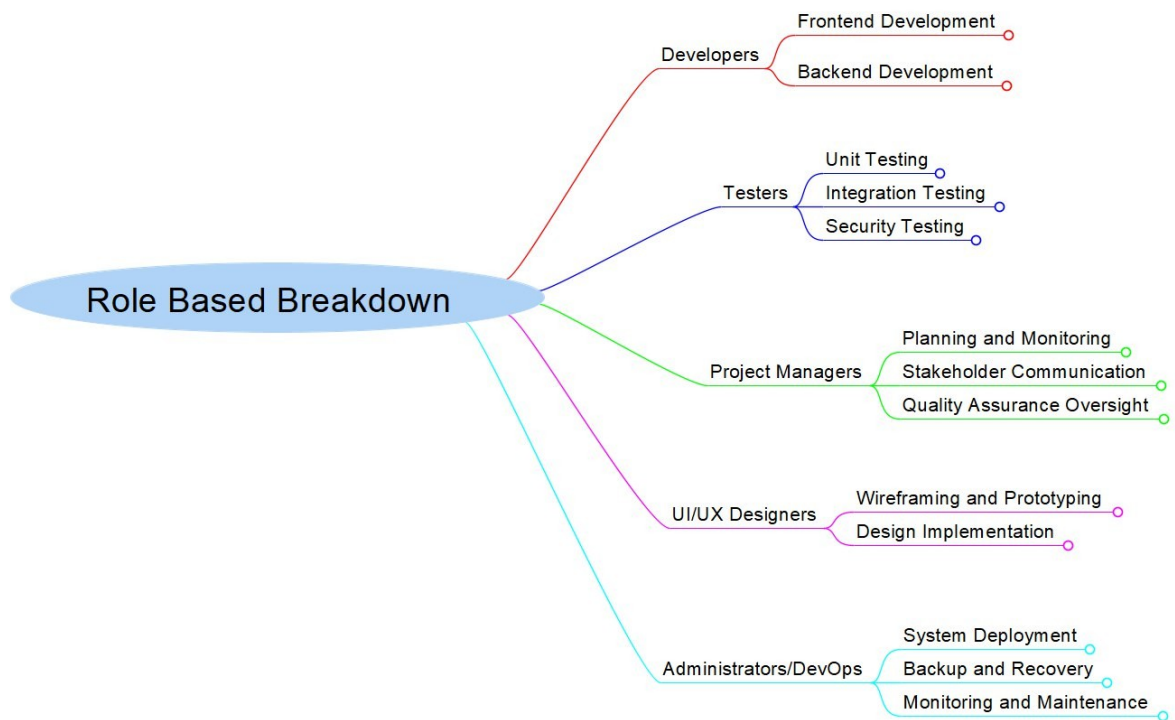 Role Based Breakdown
Developers
Frontend Development
Backend Development
Testers
Unit Testing
Integration Testing
Security Testing
Project Managers
Planning and Monitoring
Stakeholder Communication
Quality Assurance Oversight
UI/UX Designers
Wireframing and Prototyping
Design Implementation
Administrators/DevOps
System Deployment
Backup and Recovery
Monitoring and Maintenance